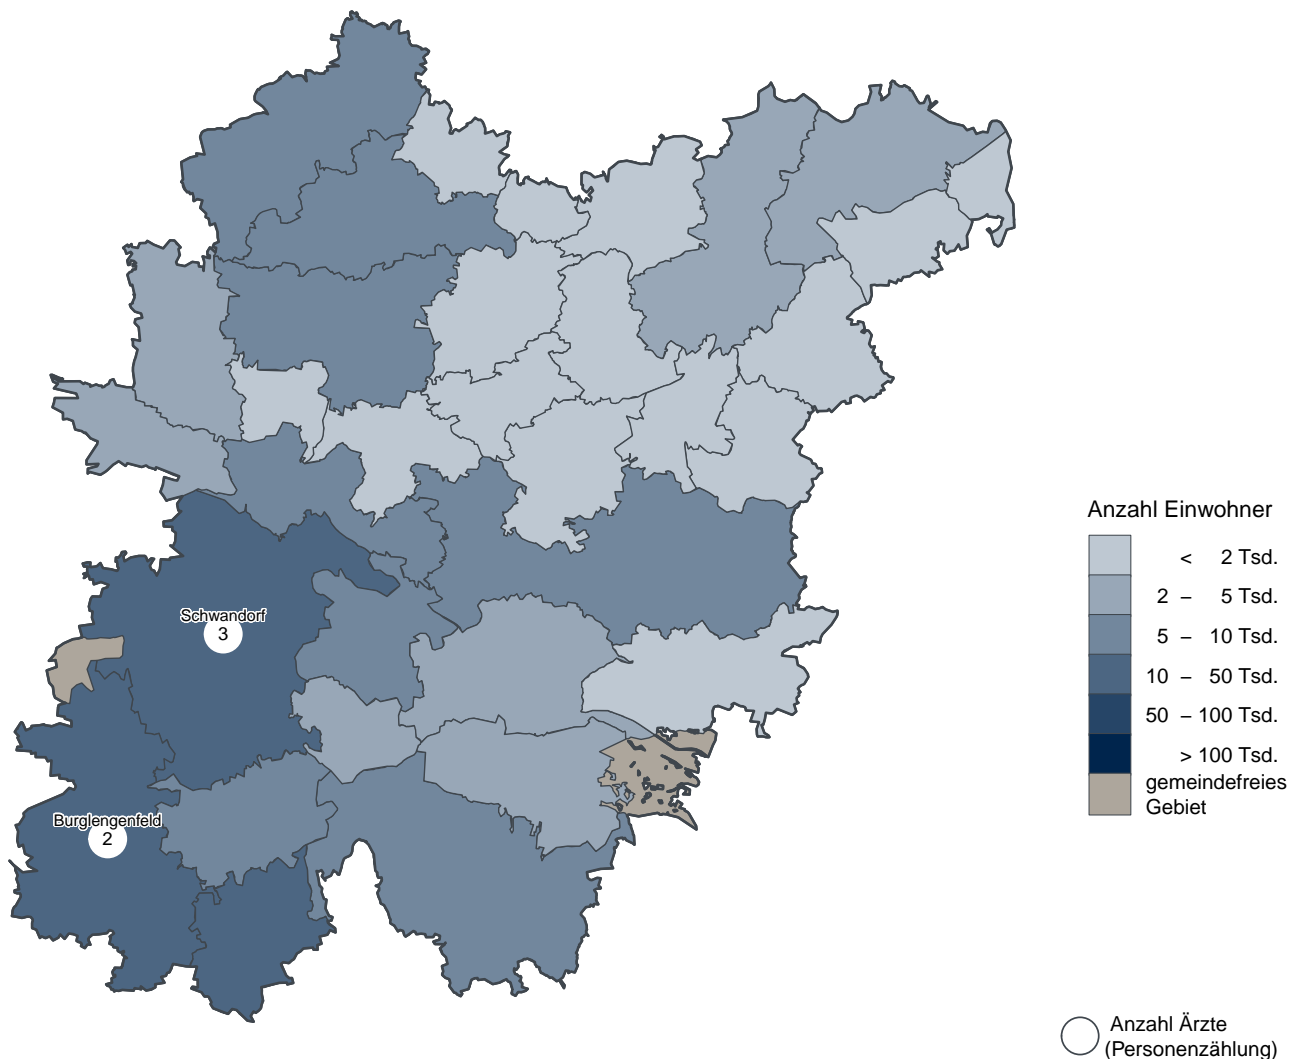 Schwandorf
3
Burglengenfeld
2
Anzahl Einwohner
< 2 Tsd.
2 – 5 Tsd.
5 – 10 Tsd.
10 – 50 Tsd.
50 – 100 Tsd.
> 100 Tsd.
gemeindefreies
Gebiet
Anzahl Ärzte
(Personenzählung)